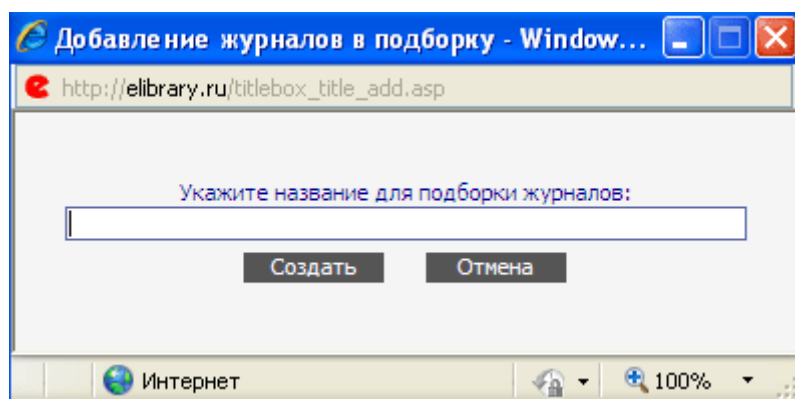 Добавление журналов в подборку - Window...
http://elibrary.ru/titlebox_title_add.asp
Укажите название для подборки журналов:
Создать Отмена
Интернет 100%